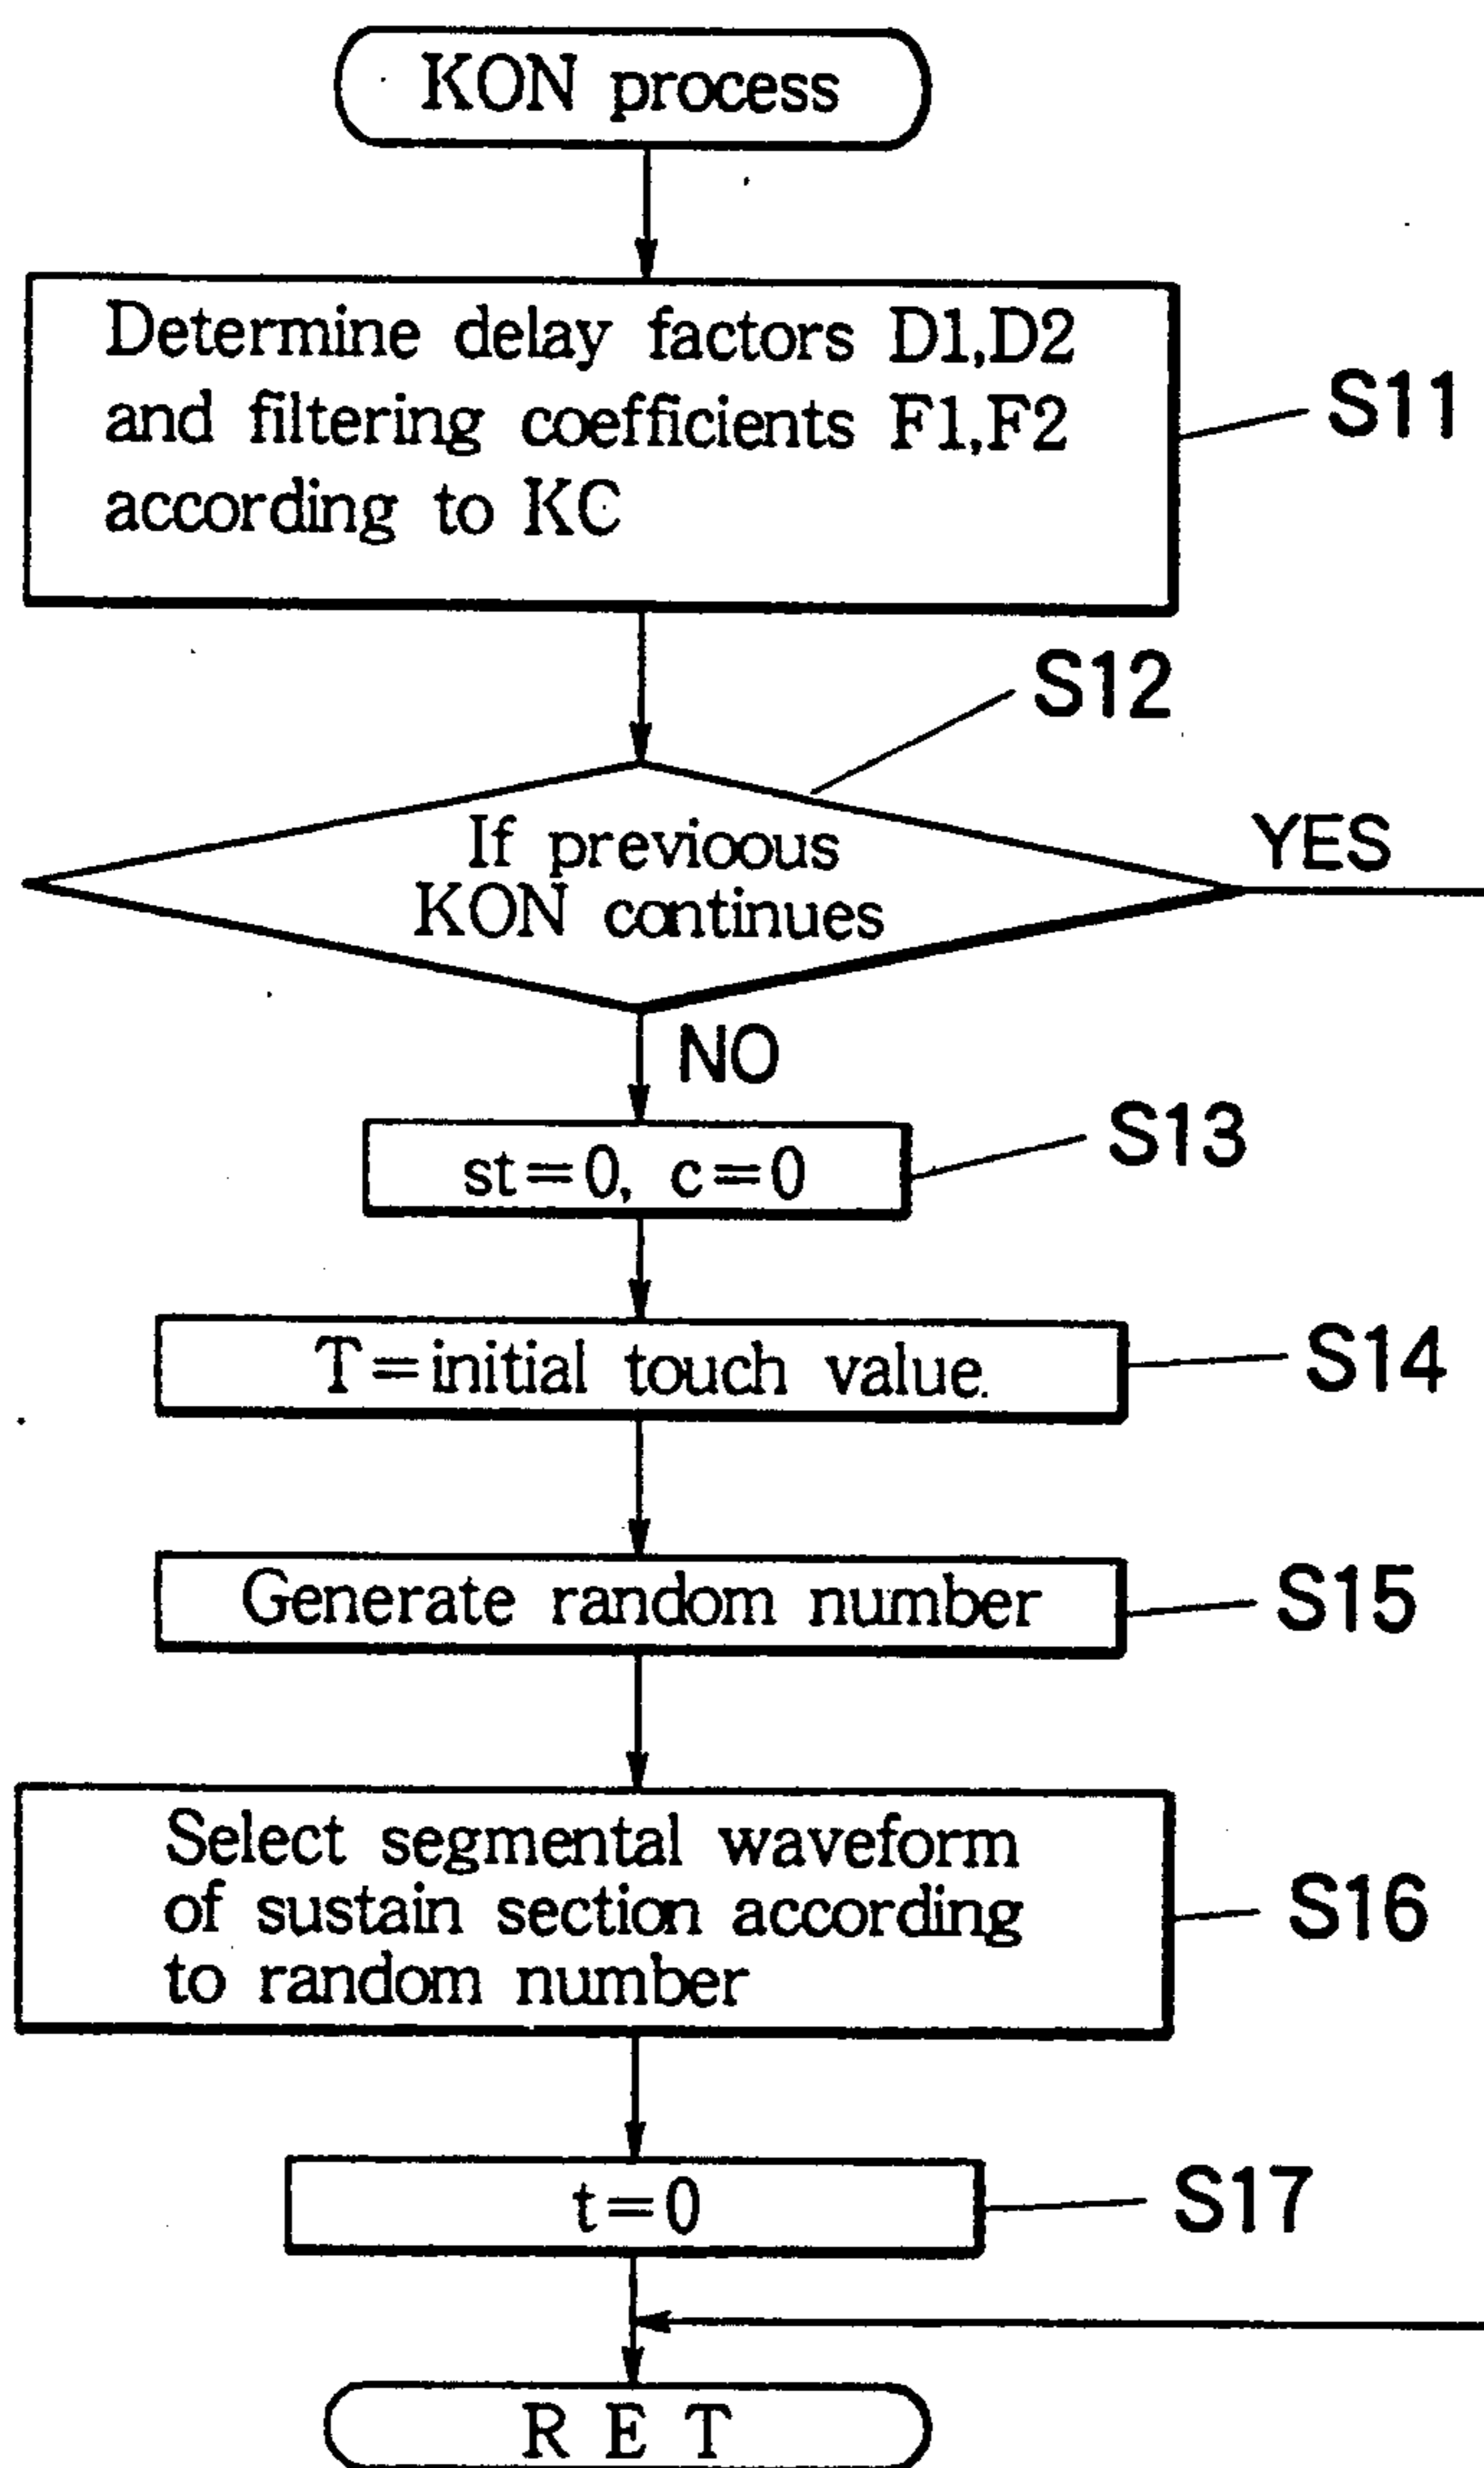 KON process
Determine delay factors D1,D2
and filtering coefficients F1,F2
according to KC
S11
S12
If previoous
KON continues
YES
NO
st=0, c=0
S13
T=initial touch value.
S14
Generate random number
S15
Select segmental waveform
of sustain section according
to random number
S16
t=0
S17
R E T